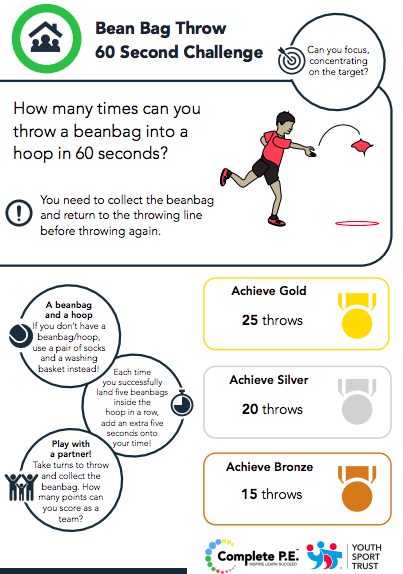 Bean Bag Throw
60 Second Challenge
Can you focus,
concentrating
on the target?
How many times can you
throw a beanbag into a
hoop in 60 seconds?
You need to collect the beanbag
and return to the throwing line
before throwing again.
A beanbag
and a hoop
If you don't have a
beanbag/hoop,
use a pair of socks
and a washing
basket instead!
Each time
you successfully
land five beanbags
inside the
hoop in a row,
add an extra five
seconds onto
your time!
Play with
a partner!
Take turns to throw
and collect the
beanbag. How
many points can
you score as a
team?
Achieve Gold
25 throws
Achieve Silver
20 throws
Achieve Bronze
15 throws
Complete P.E.
INSPIRE LEARN SUCCEED
YOUTH
SPORT
TRUST